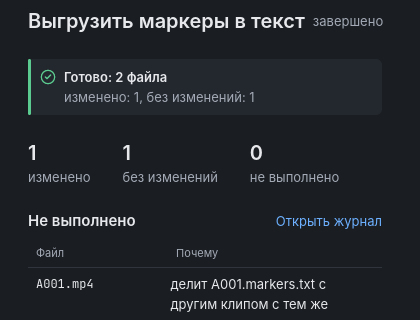 Выгрузить маркеры в текст завершено
Готово: 2 файла
изменено: 1, без изменений: 1
1 1 0
изменено без изменений не выполнено
Не выполнено Открыть журнал
Файл Почему
A001.mp4 делит A001.markers.txt с
другим клипом с тем же